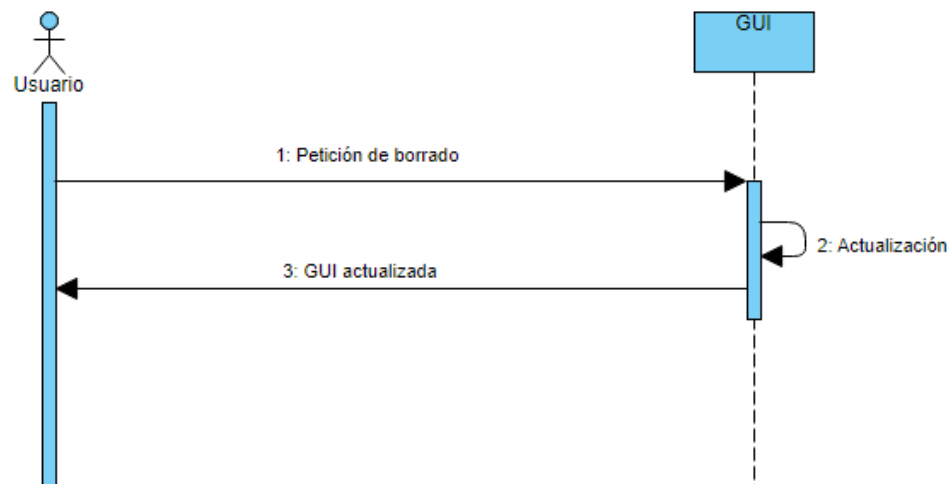 GUI
Usuario
1: Petición de borrado
2: Actualización
3: GUI actualizada